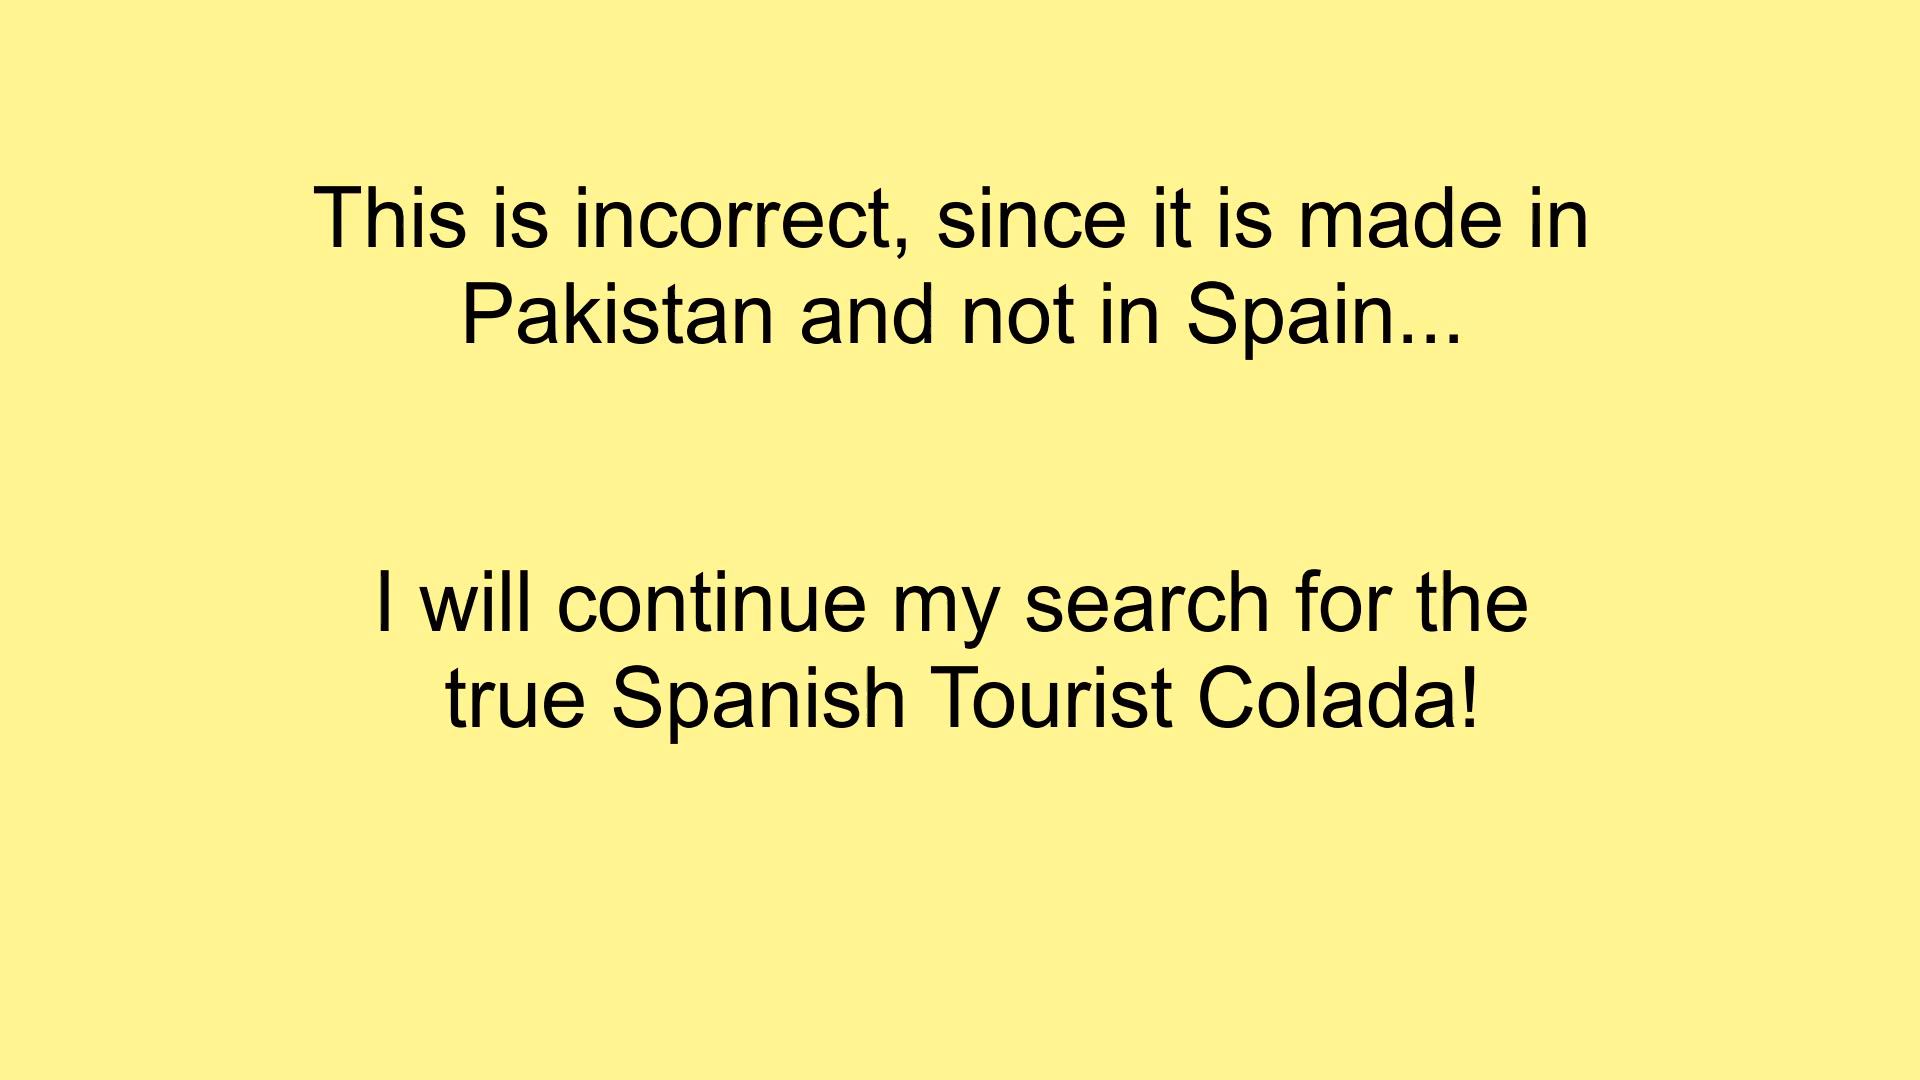 This is incorrect, since it is made in
Pakistan and not in Spain...
I will continue my search for the
true Spanish Tourist Colada!